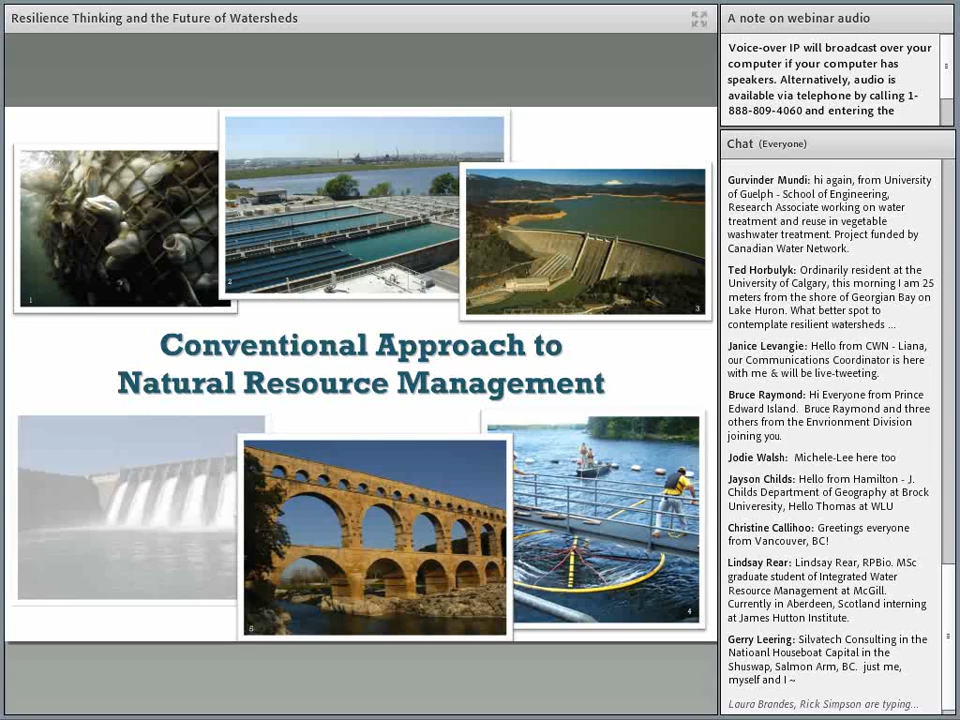 Resilience Thinking and the Future of Watersheds
1
2
3
Conventional Approach to
Natural Resource Management
4
5
A note on webinar audio
Voice-over IP will broadcast over your
computer if your computer has
speakers. Alternatively, audio is
available via telephone by calling 1-
888-809-4060 and entering the
Chat (Everyone)
Gurvinder Mundi: hi again, from University
of Guelph - School of Engineering,
Research Associate working on water
treatment and reuse in vegetable
washwater treatment. Project funded by
Canadian Water Network.
Ted Horbulyk: Ordinarily resident at the
University of Calgary, this morning I am 25
meters from the shore of Georgian Bay on
Lake Huron. What better spot to
contemplate resilient watersheds ...
Janice Levangie: Hello from CWN - Liana,
our Communications Coordinator is here
with me & will be live-tweeting.
Bruce Raymond: Hi Everyone from Prince
Edward Island. Bruce Raymond and three
others from the Envrionment Division
joining you.
Jodie Walsh: Michele-Lee here too
Jayson Childs: Hello from Hamilton - J.
Childs Department of Geography at Brock
Univeresity, Hello Thomas at WLU
Christine Callihoo: Greetings everyone
from Vancouver, BC!
Lindsay Rear: Lindsay Rear, RPBio. MSc
graduate student of Integrated Water
Resource Management at McGill.
Currently in Aberdeen, Scotland interning
at James Hutton Institute.
Gerry Leering: Silvatech Consulting in the
Natioanl Houseboat Capital in the
Shuswap, Salmon Arm, BC. just me,
myself and I ~
Laura Brandes, Rick Simpson are typing...